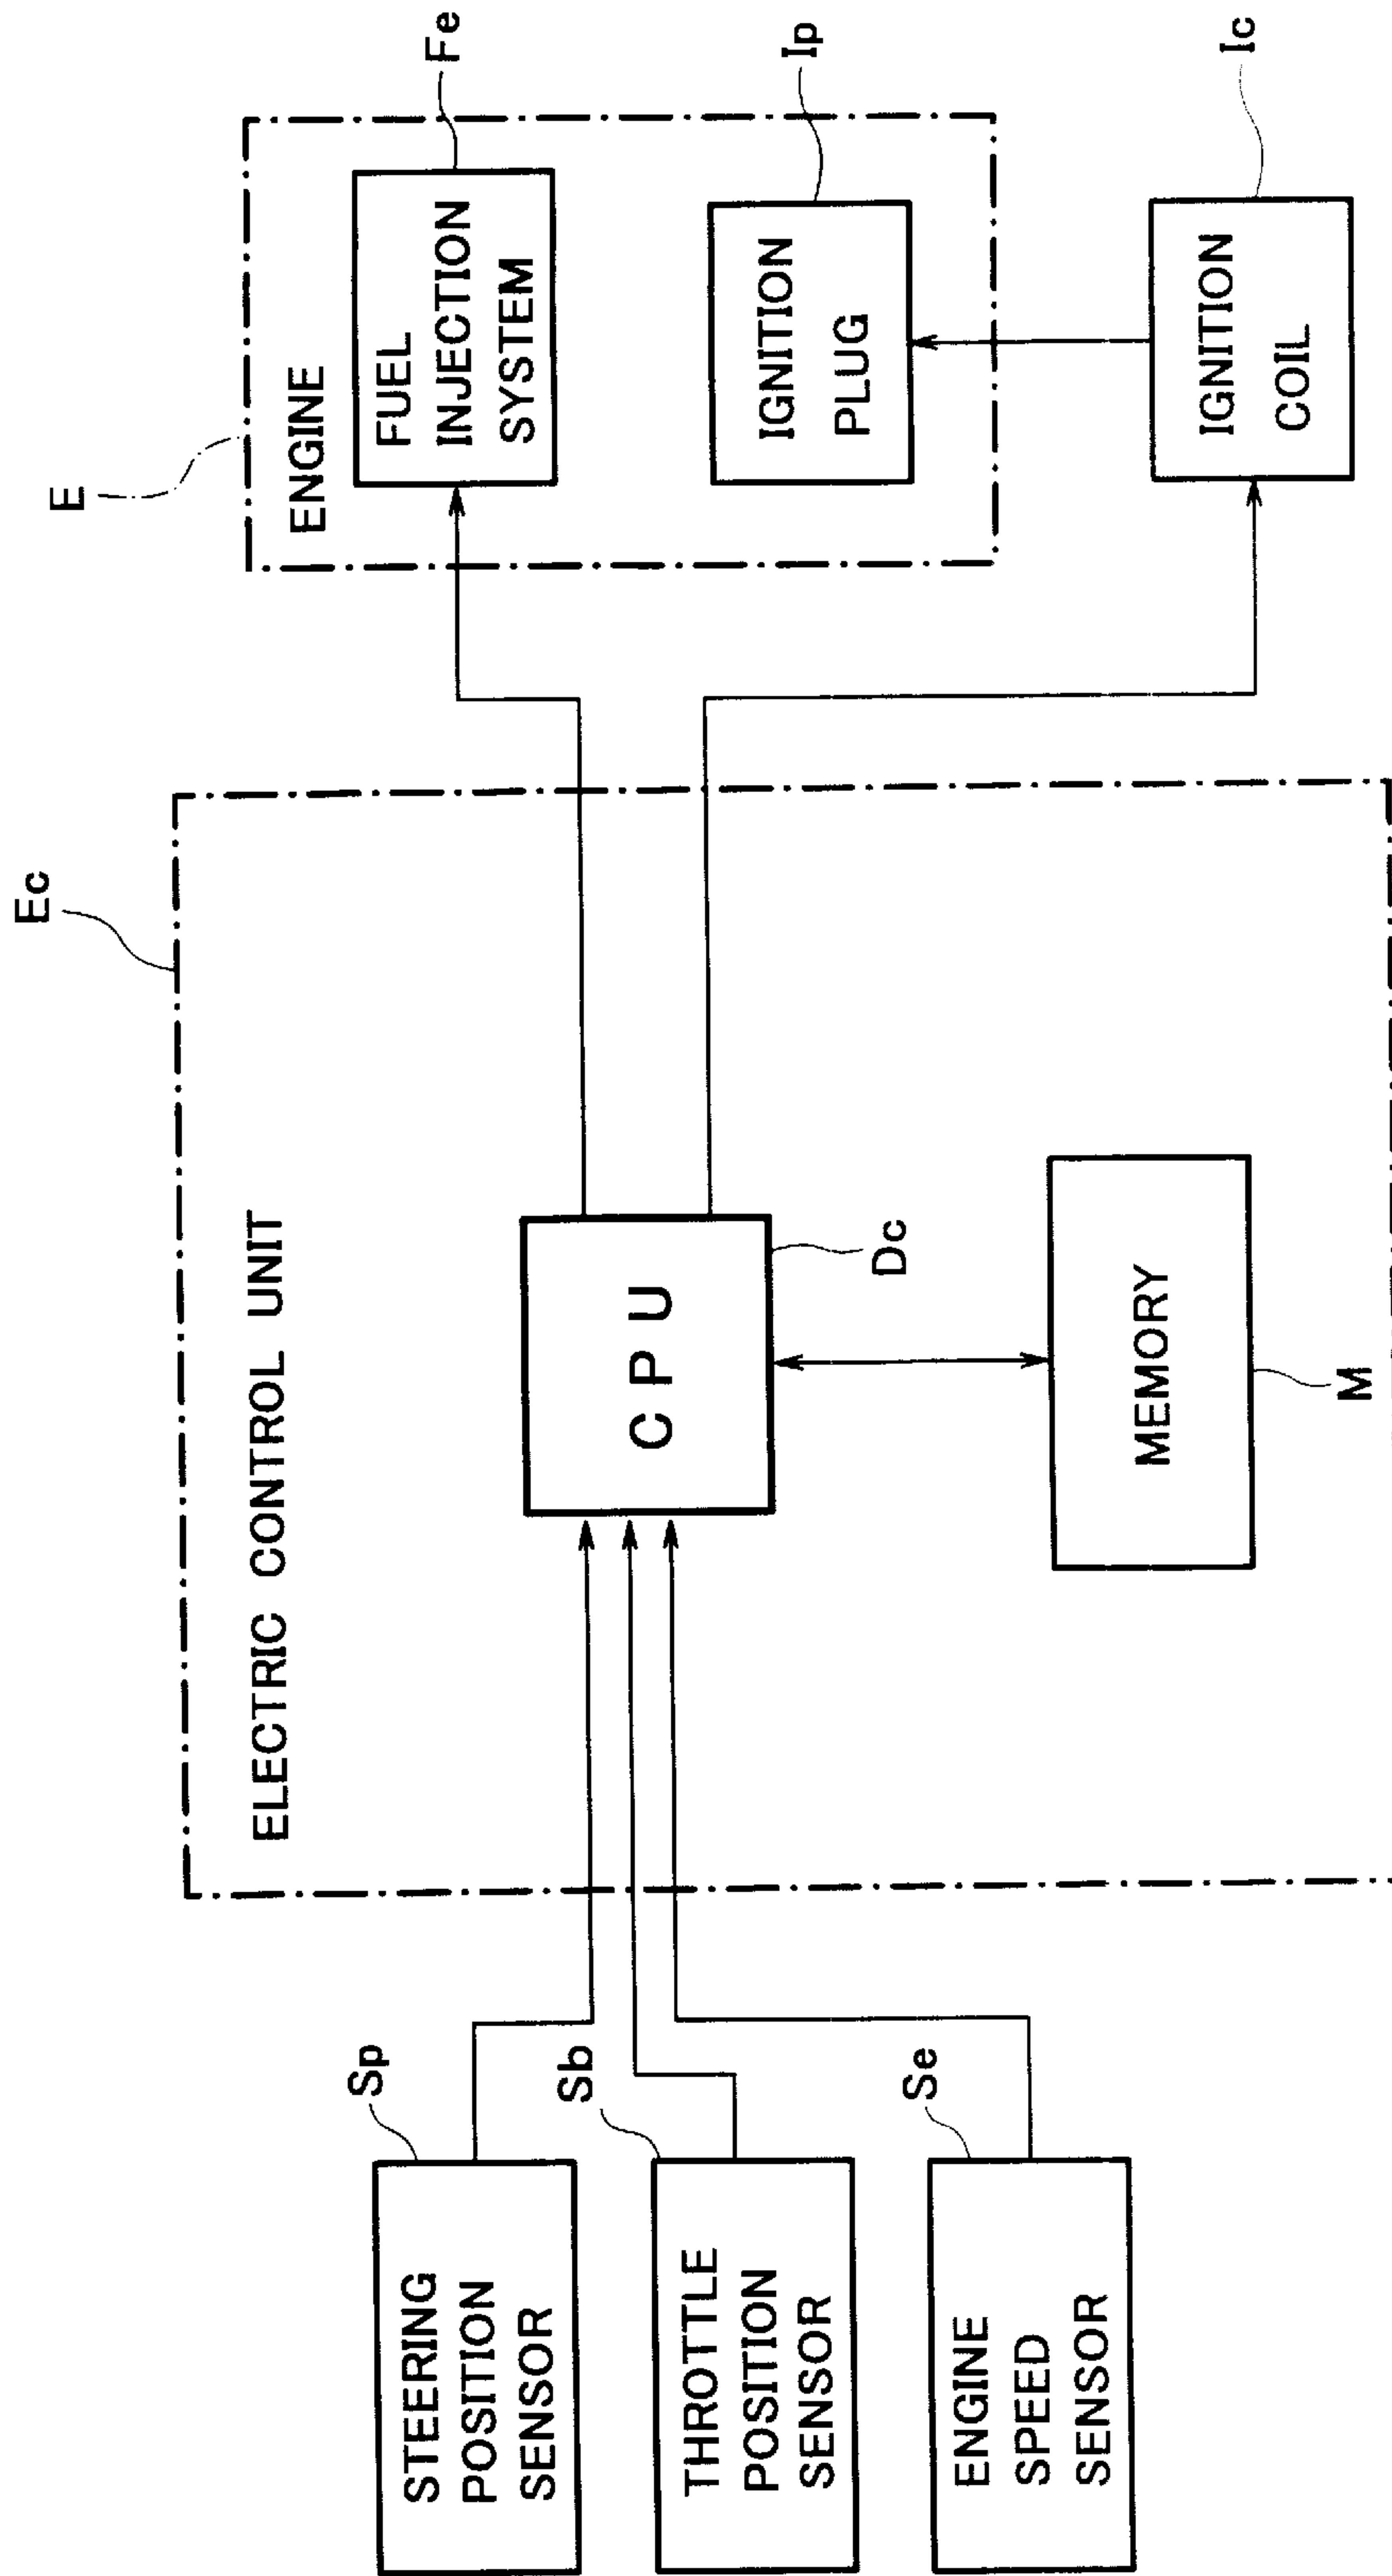 Ec
ELECTRIC CONTROL UNIT
E
ENGINE
Sp
STEERING
POSITION
SENSOR
Sb
THROTTLE
POSITION
SENSOR
Se
ENGINE
SPEED
SENSOR
CPU
Dc
MEMORY
M
FUEL
INJECTION
SYSTEM
Fe
IGNITION
PLUG
Ip
IGNITION
COIL
Ic